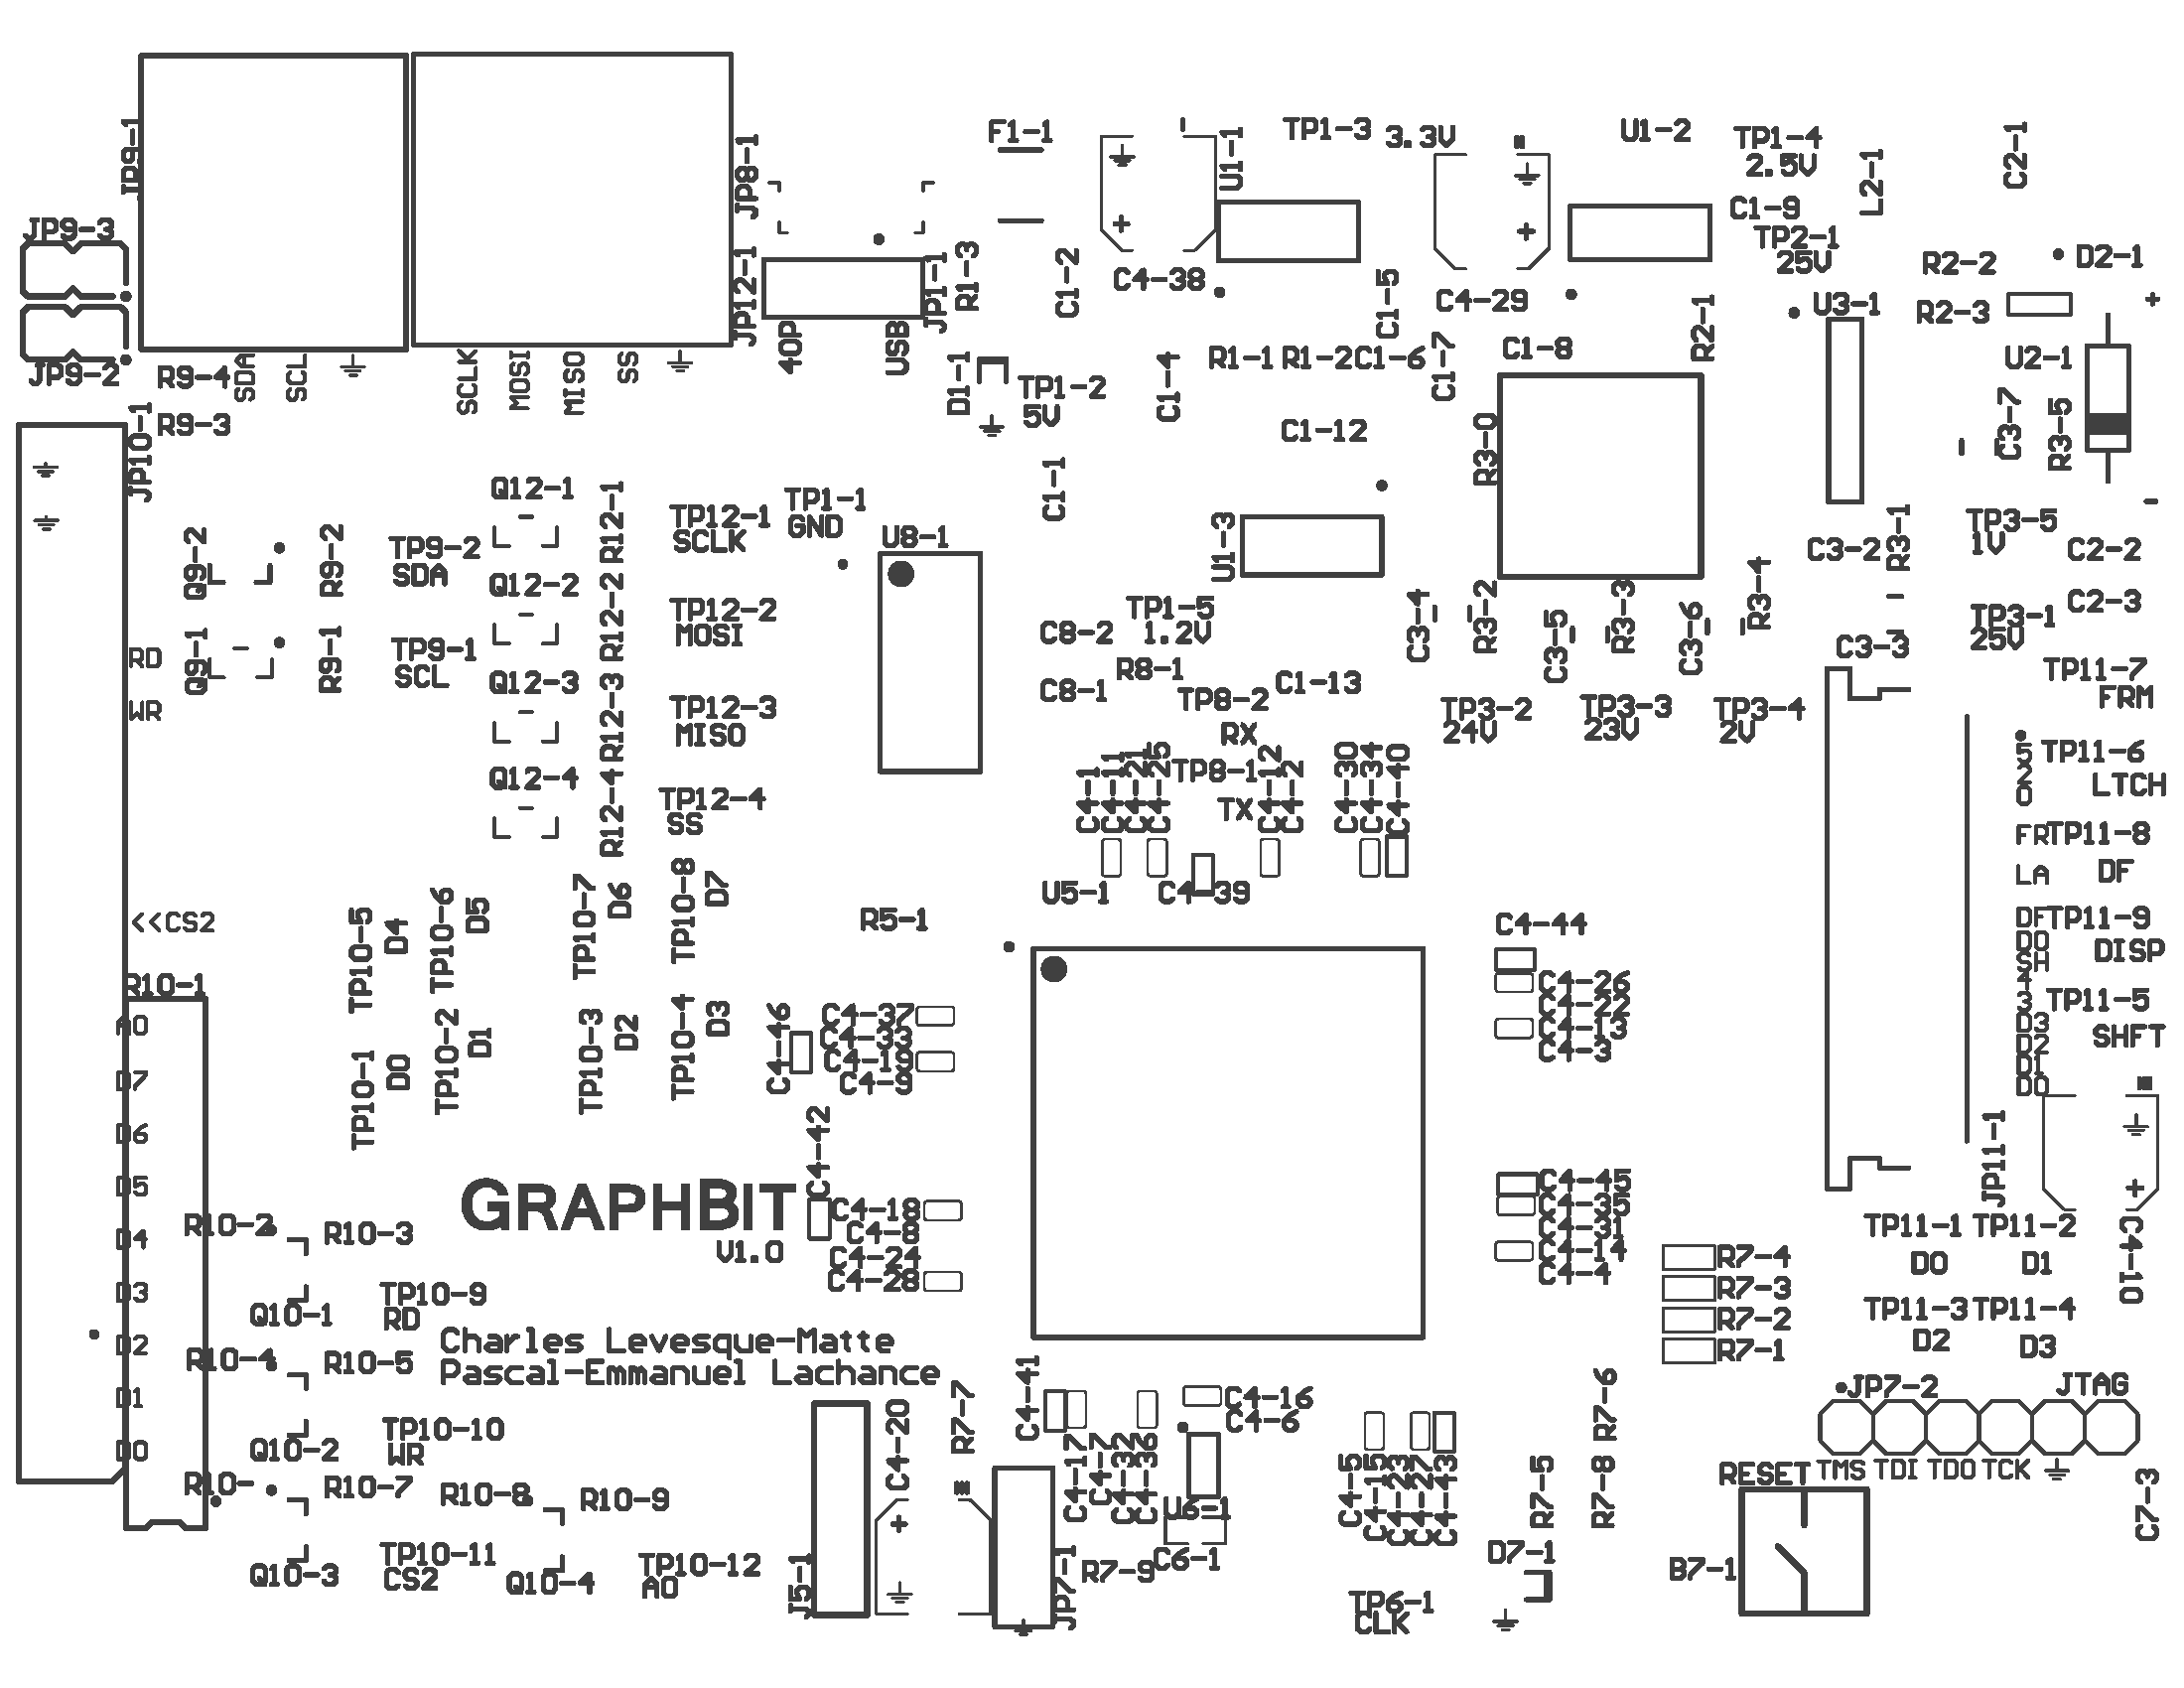 JP9-1
JP8-1
F1-1
U1-1
TP1-3
3.3V
U1-2
TP1-4
2.5V
L2-1
C2-1
C1-9
TP2-1
25V
JP9-3
JP9-2
R9-4
R9-3
SDA
SCL
SCLK
MOSI
MISO
SS
JP12-1
40P
USB
JP1-1
R1-3
C1-2
C4-38
C1-5
C4-29
R2-1
U3-1
R2-2
R2-3
D2-1
+
-
D1-1
TP1-2
5V
C1-4
R1-1
R1-2
C1-6
C1-7
C1-8
U2-1
C3-7
R3-5
C1-12
R3-0
JP10-1
Q12-1
R12-1
TP12-1
SCLK
TP1-1
GND
U8-1
C1-1
U1-3
Q9-2
R9-2
TP9-2
SDA
Q12-2
R12-2
TP12-2
MOSI
C3-2
R3-1
TP3-5
1V
C2-2
C2-3
RD
WR
Q9-1
R9-1
TP9-1
SCL
Q12-3
R12-3
TP12-3
MISO
C8-2
C8-1
TP1-5
1.2V
R8-1
TP8-2
RX
C1-13
C3-4
R3-2
C3-5
R3-3
C3-6
R3-4
C3-3
TP3-1
25V
TP3-2
24V
TP3-3
23V
TP3-4
2V
TP11-7
FRM
Q12-4
R12-4
TP12-4
SS
C4-1
C4-11
C4-21
C4-25
TP8-1
TX
C4-12
C4-2
C4-30
C4-34
C4-40
TP11-6
LTCH
TP11-8
DF
5
2
0
FR
LA
DF
DO
SH
4
3
D3
D2
D1
D0
U5-1
C4-39
<<CS2
TP10-5
D4
TP10-6
D5
TP10-7
D6
TP10-8
D7
R5-1
C4-44
TP11-9
DISP
R10-1
C4-26
C4-22
C4-13
C4-3
TP11-5
SHFT
A0
D7
D6
D5
D4
D3
D2
D1
D0
TP10-1
D0
TP10-2
D1
TP10-3
D2
TP10-4
D3
C4-46
C4-37
C4-33
C4-19
C4-9
C4-42
JP11-1
GRAPHBIT
V1.0
C4-18
C4-8
C4-24
C4-28
C4-45
C4-35
C4-31
C4-14
C4-4
C4-10
R10-2
R10-3
Q10-1
TP10-9
RD
R7-4
R7-3
R7-2
R7-1
TP11-1
D0
TP11-2
D1
TP11-3
D2
TP11-4
D3
Charles Levesque-Matte
Pascal-Emmanuel Lachance
R10-4
R10-5
Q10-2
TP10-10
WR
C4-20
R7-7
C4-41
C4-17
C4-7
C4-32
C4-36
C4-16
C4-6
R7-6
JP7-2
JTAG
RESET
TMS
TDI
TDO
TCK
R10-
R10-7
R10-8
R10-9
U6-1
C6-1
C4-5
C4-15
C4-23
C4-27
C4-43
R7-5
R7-8
C7-3
Q10-3
TP10-11
CS2
Q10-4
TP10-12
A0
JP7-1
R7-9
D7-1
B7-1
TP6-1
CLK